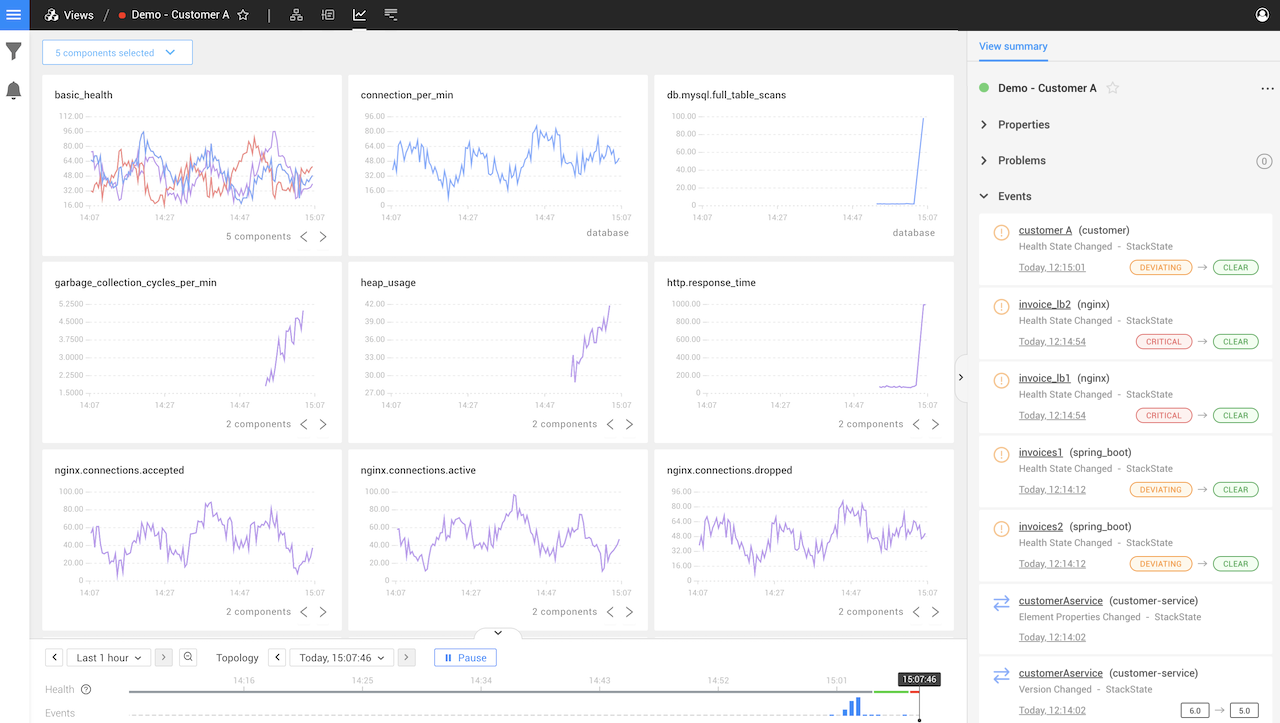 Views / Demo - Customer A
5 components selected
basic_health
112.00
96.00
80.00
64.00
48.00
32.00
16.00
14:07 14:27 14:47 15:07
5 components
connection_per_min
96.00
80.00
64.00
48.00
32.00
16.00
0
14:07 14:27 14:47 15:07
database
db.mysql.full_table_scans
100.00
80.00
60.00
40.00
20.00
0
14:07 14:27 14:47 15:07
database
garbage_collection_cycles_per_min
5.2500
4.5000
3.7500
3.0000
2.2500
1.5000
14:07 14:27 14:47 15:07
2 components
heap_usage
42.00
39.00
36.00
33.00
30.00
27.00
14:07 14:27 14:47 15:07
2 components
http.response_time
1000.00
800.00
600.00
400.00
200.00
0
14:07 14:27 14:47 15:07
2 components
nginx.connections.accepted
100.00
80.00
60.00
40.00
20.00
0
14:07 14:27 14:47 15:07
2 components
nginx.connections.active
100.00
80.00
60.00
40.00
20.00
0
14:07 14:27 14:47 15:07
2 components
nginx.connections.dropped
96.00
80.00
64.00
48.00
32.00
16.00
0
14:07 14:27 14:47 15:07
2 components
View summary
Demo - Customer A
Properties
Problems 0
Events
customer A (customer)
Health State Changed - StackState
Today, 12:15:01 DEVIATING → CLEAR
invoice_lb2 (nginx)
Health State Changed - StackState
Today, 12:14:54 CRITICAL → CLEAR
invoice_lb1 (nginx)
Health State Changed - StackState
Today, 12:14:54 CRITICAL → CLEAR
invoices1 (spring_boot)
Health State Changed - StackState
Today, 12:14:12 DEVIATING → CLEAR
invoices2 (spring_boot)
Health State Changed - StackState
Today, 12:14:12 DEVIATING → CLEAR
customerAservice (customer-service)
Element Properties Changed - StackState
Today, 12:14:02
customerAservice (customer-service)
Version Changed - StackState
Today, 12:14:02 6.0 → 5.0
Last 1 hour Topology Today, 15:07:46 Pause
14:16 14:25 14:34 14:43 14:52 15:01 15:07:46
Health ?
Events